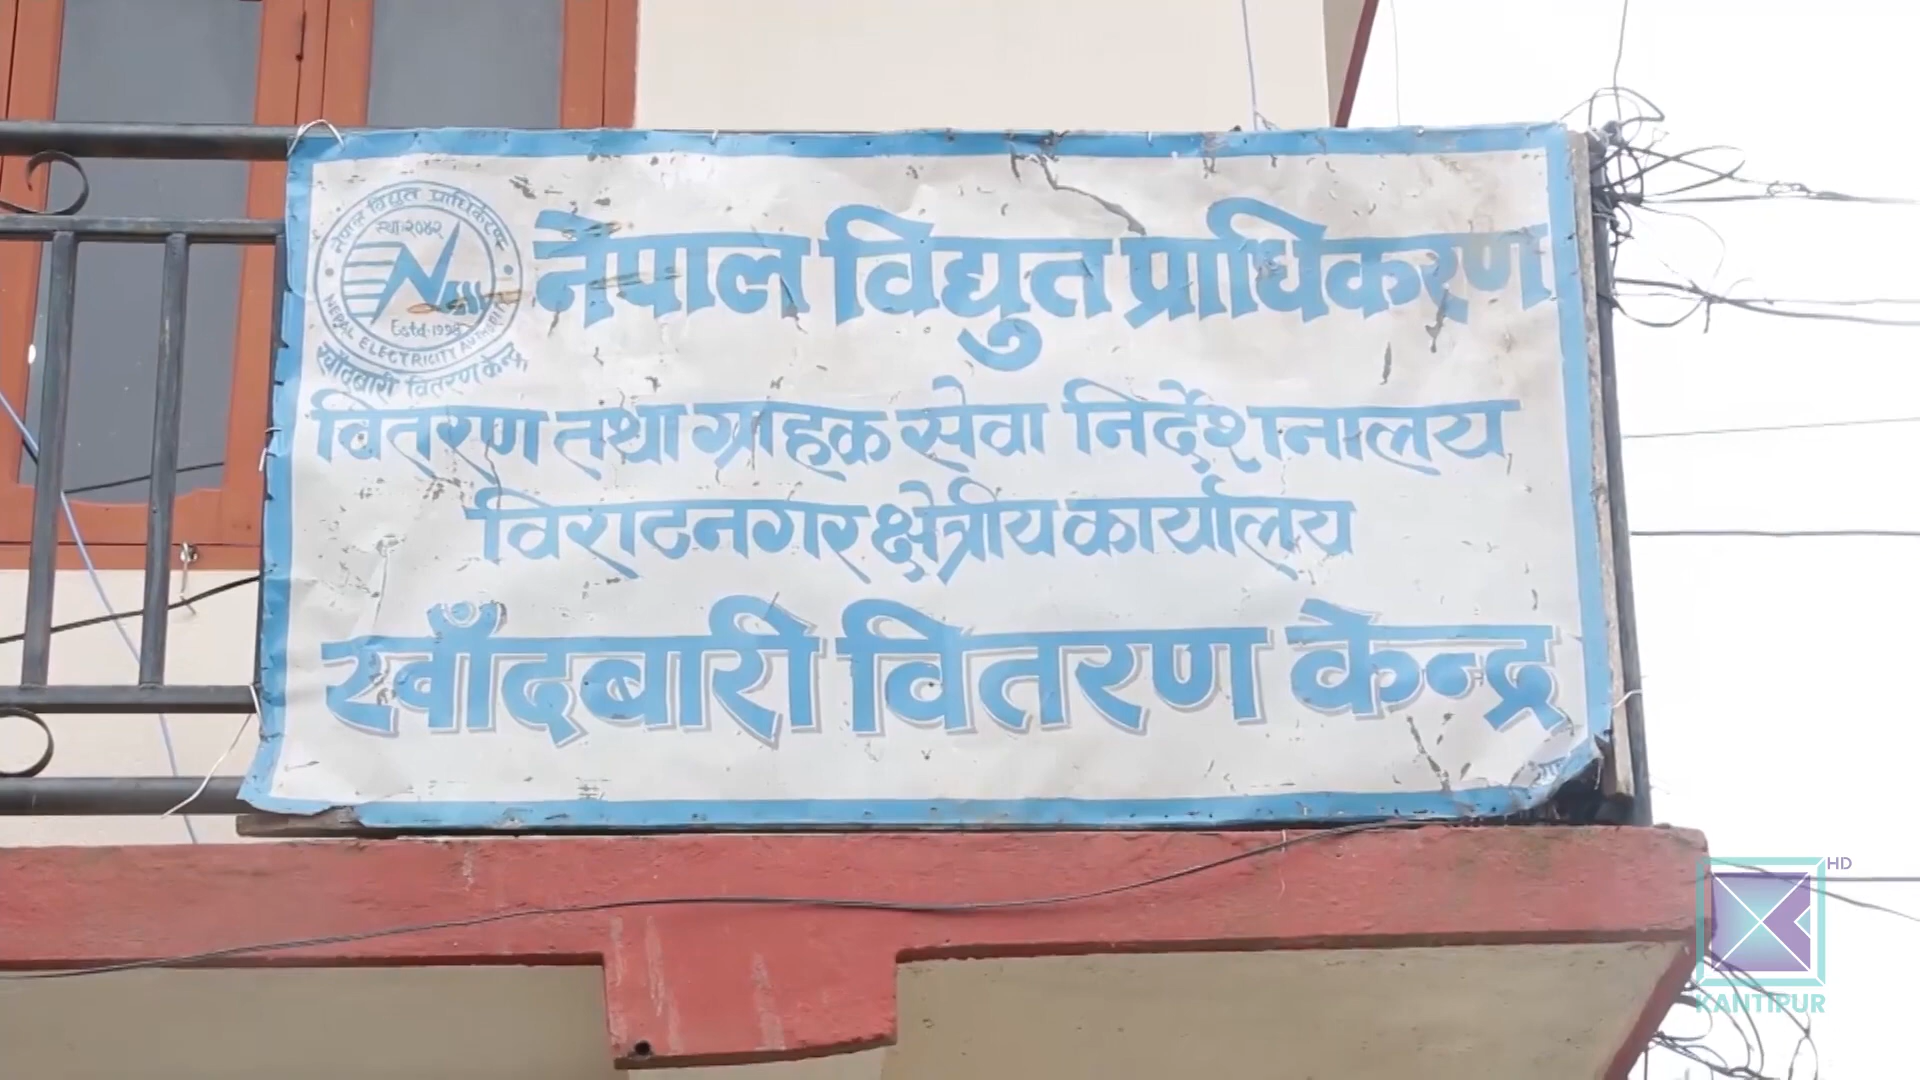 नेपाल विद्युत प्राधिकरण
स्था २०४२
N
Estd. 1998
NEPAL ELECTRICITY AUTHORITY
खाँदबारी वितरण केन्द्र
नेपाल विद्युत प्राधिकरण
वितरण तथा ग्राहक सेवा निर्देशनालय
विराटनगर क्षेत्रीय कार्यालय
खाँदबारी वितरण केन्द्र
HD
KANTIPUR